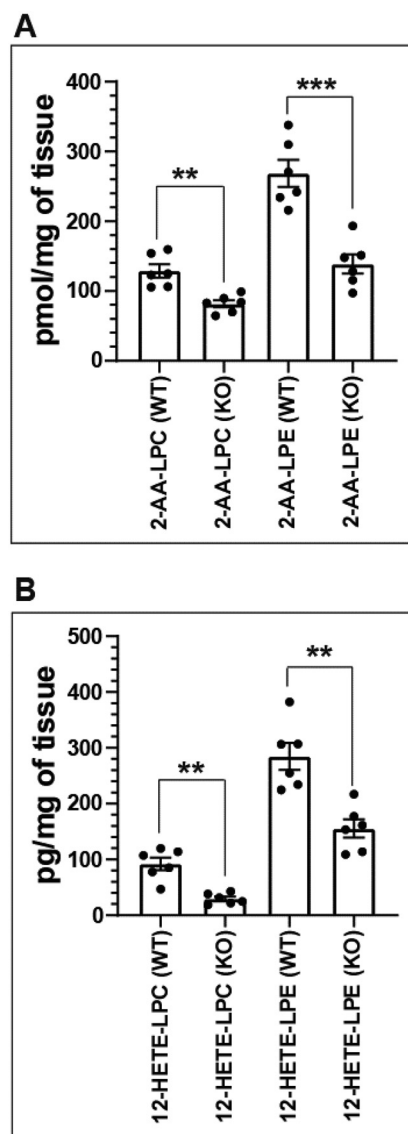 A
pmol/mg of tissue
400
300
200
100
0
**
***
2-AA-LPC (WT)
2-AA-LPC (KO)
2-AA-LPE (WT)
2-AA-LPE (KO)
B
pg/mg of tissue
500
400
300
200
100
0
**
**
12-HETE-LPC (WT)
12-HETE-LPC (KO)
12-HETE-LPE (WT)
12-HETE-LPE (KO)